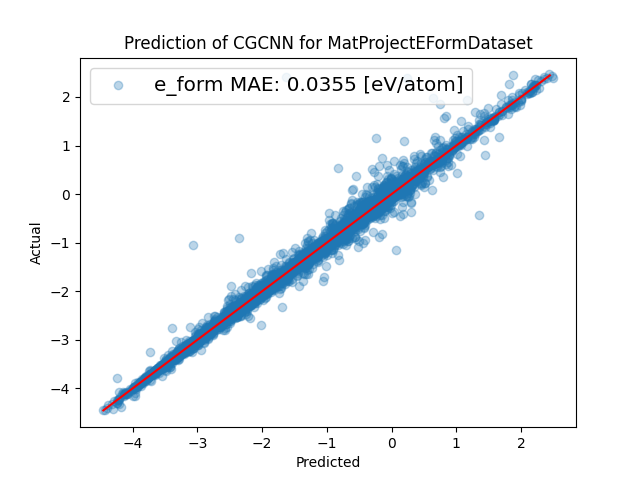 Prediction of CGCNN for MatProjectEFormDataset
e_form MAE: 0.0355 [eV/atom]
2
1
0
−1
−2
−3
−4
Actual
−4 −3 −2 −1 0 1 2
Predicted